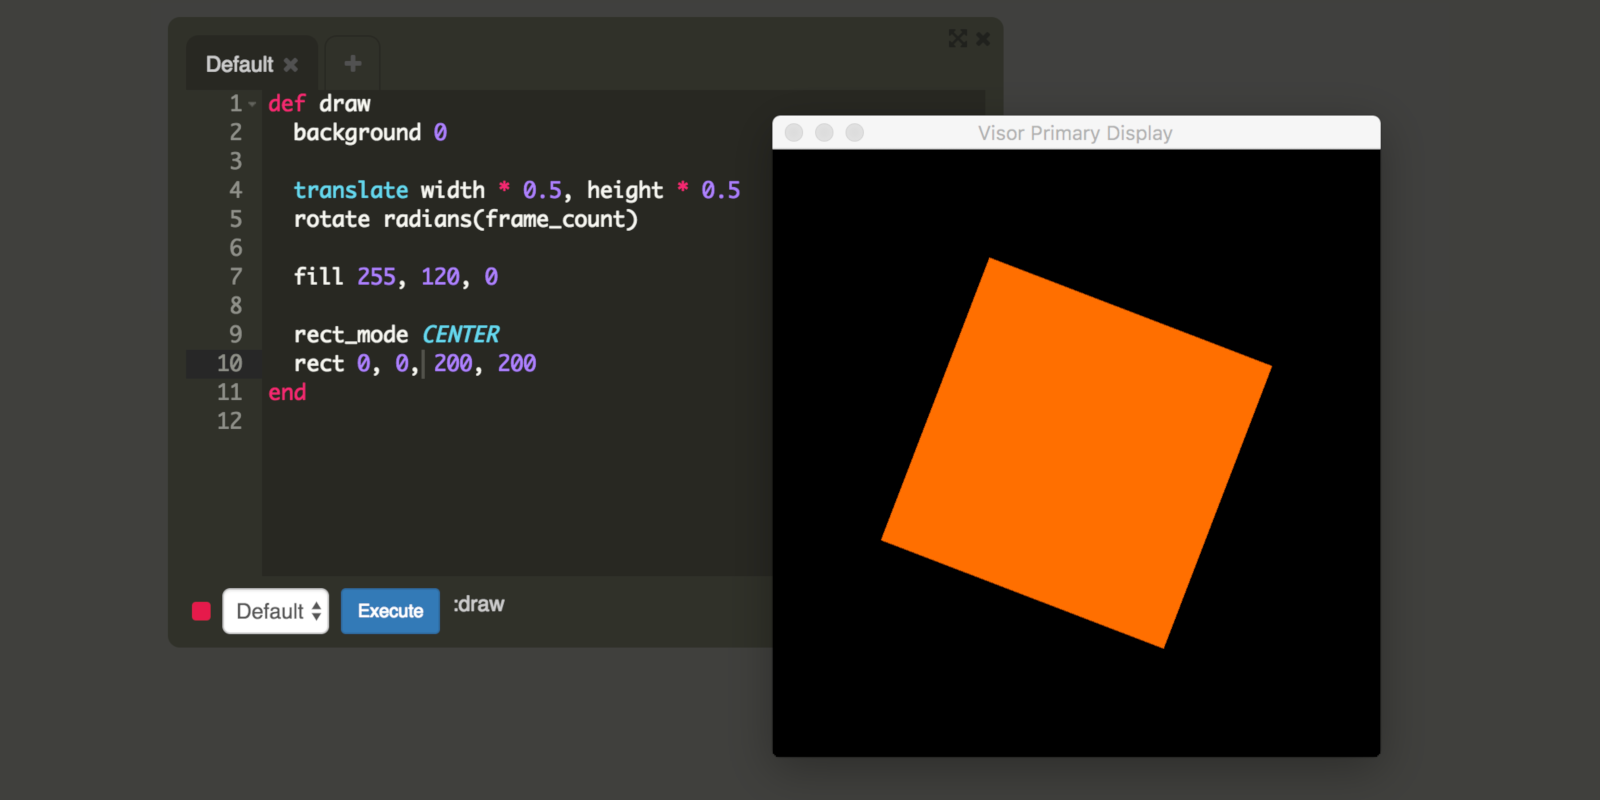 Default
1 def draw
2 background 0
3
4 translate width * 0.5, height * 0.5
5 rotate radians(frame_count)
6
7 fill 255, 120, 0
8
9 rect_mode CENTER
10 rect 0, 0, 200, 200
11 end
12
Default Execute :draw
Visor Primary Display